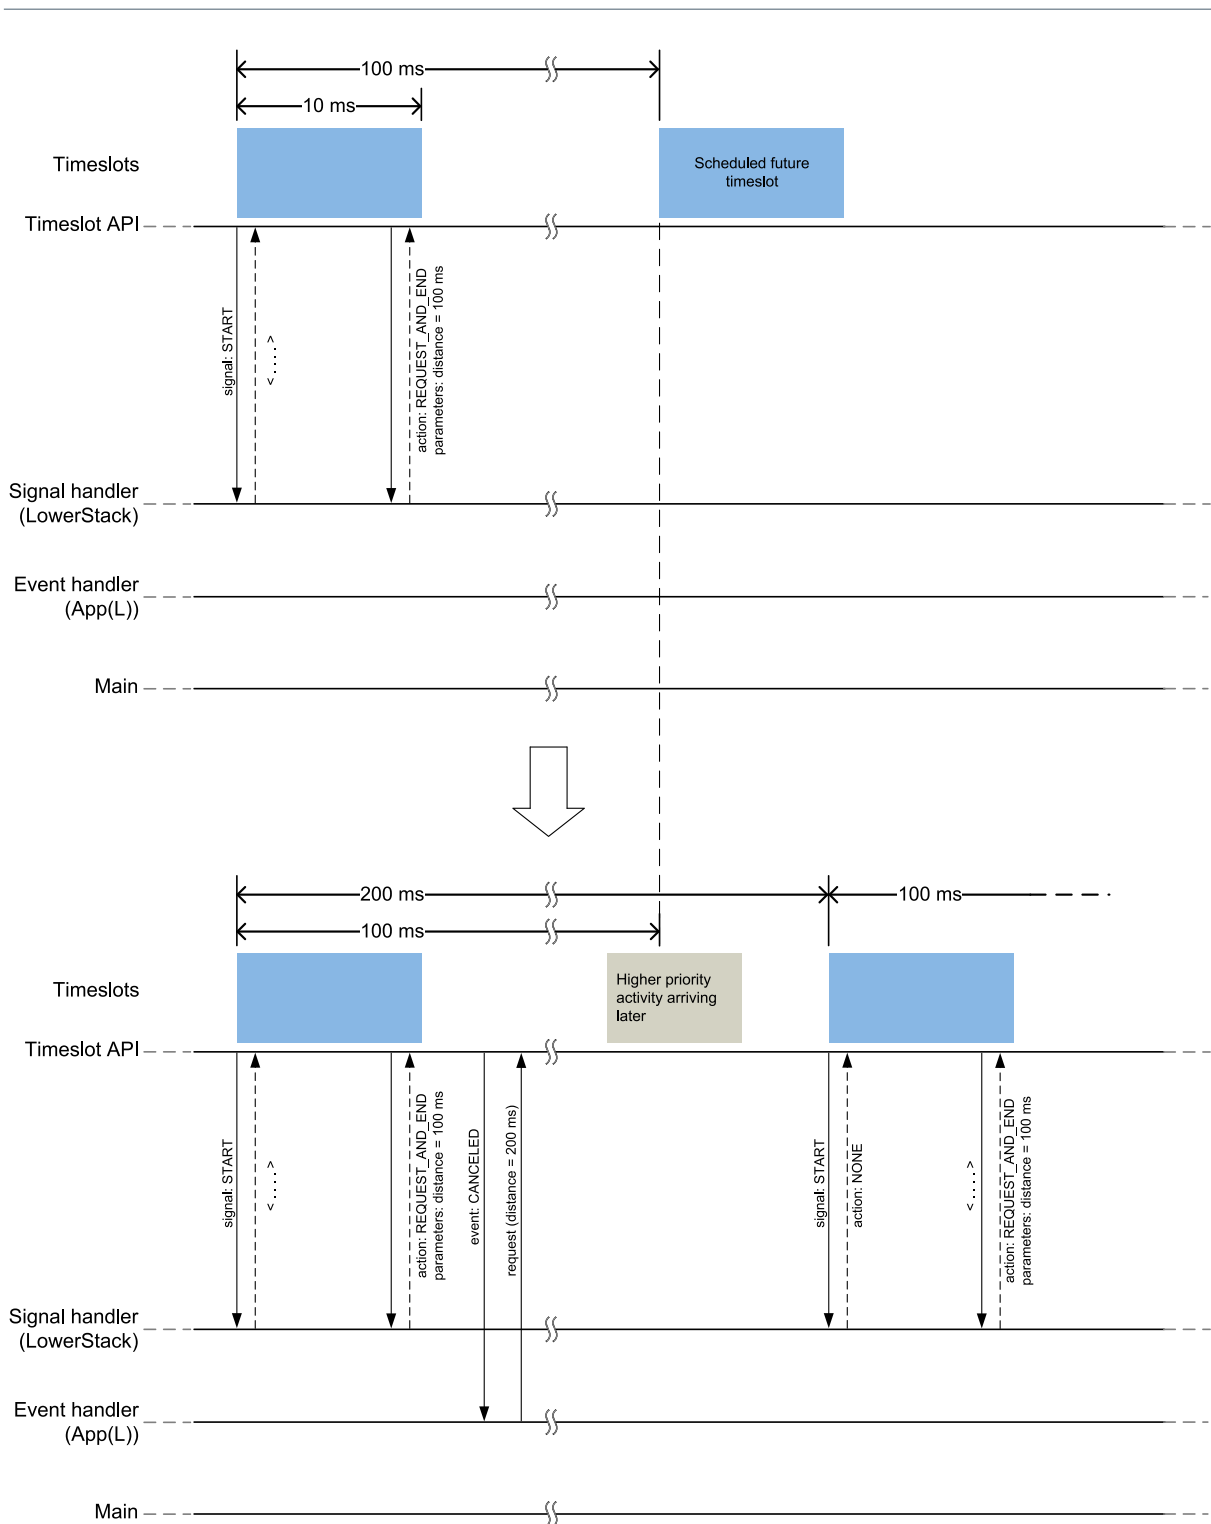 100 ms
10 ms
Timeslots
Scheduled future
timeslot
Timeslot API
signal: START
<.....>
action: REQUEST_AND_END
parameters: distance = 100 ms
Signal handler
(LowerStack)
Event handler
(App(L))
Main
200 ms
100 ms
100 ms
Timeslots
Higher priority
activity arriving
later
Timeslot API
signal: START
<.....>
action: REQUEST_AND_END
parameters: distance = 100 ms
event: CANCELED
request (distance = 200 ms)
signal: START
action: NONE
<.....>
action: REQUEST_AND_END
parameters: distance = 100 ms
Signal handler
(LowerStack)
Event handler
(App(L))
Main